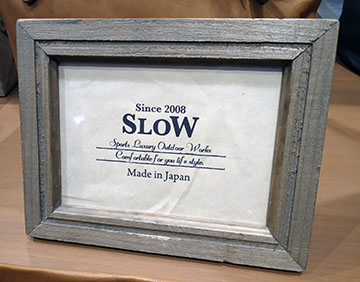 Since 2008
SLOW
Sports Luxury Outdoor Works
Comfortable for you life style.
Made in Japan